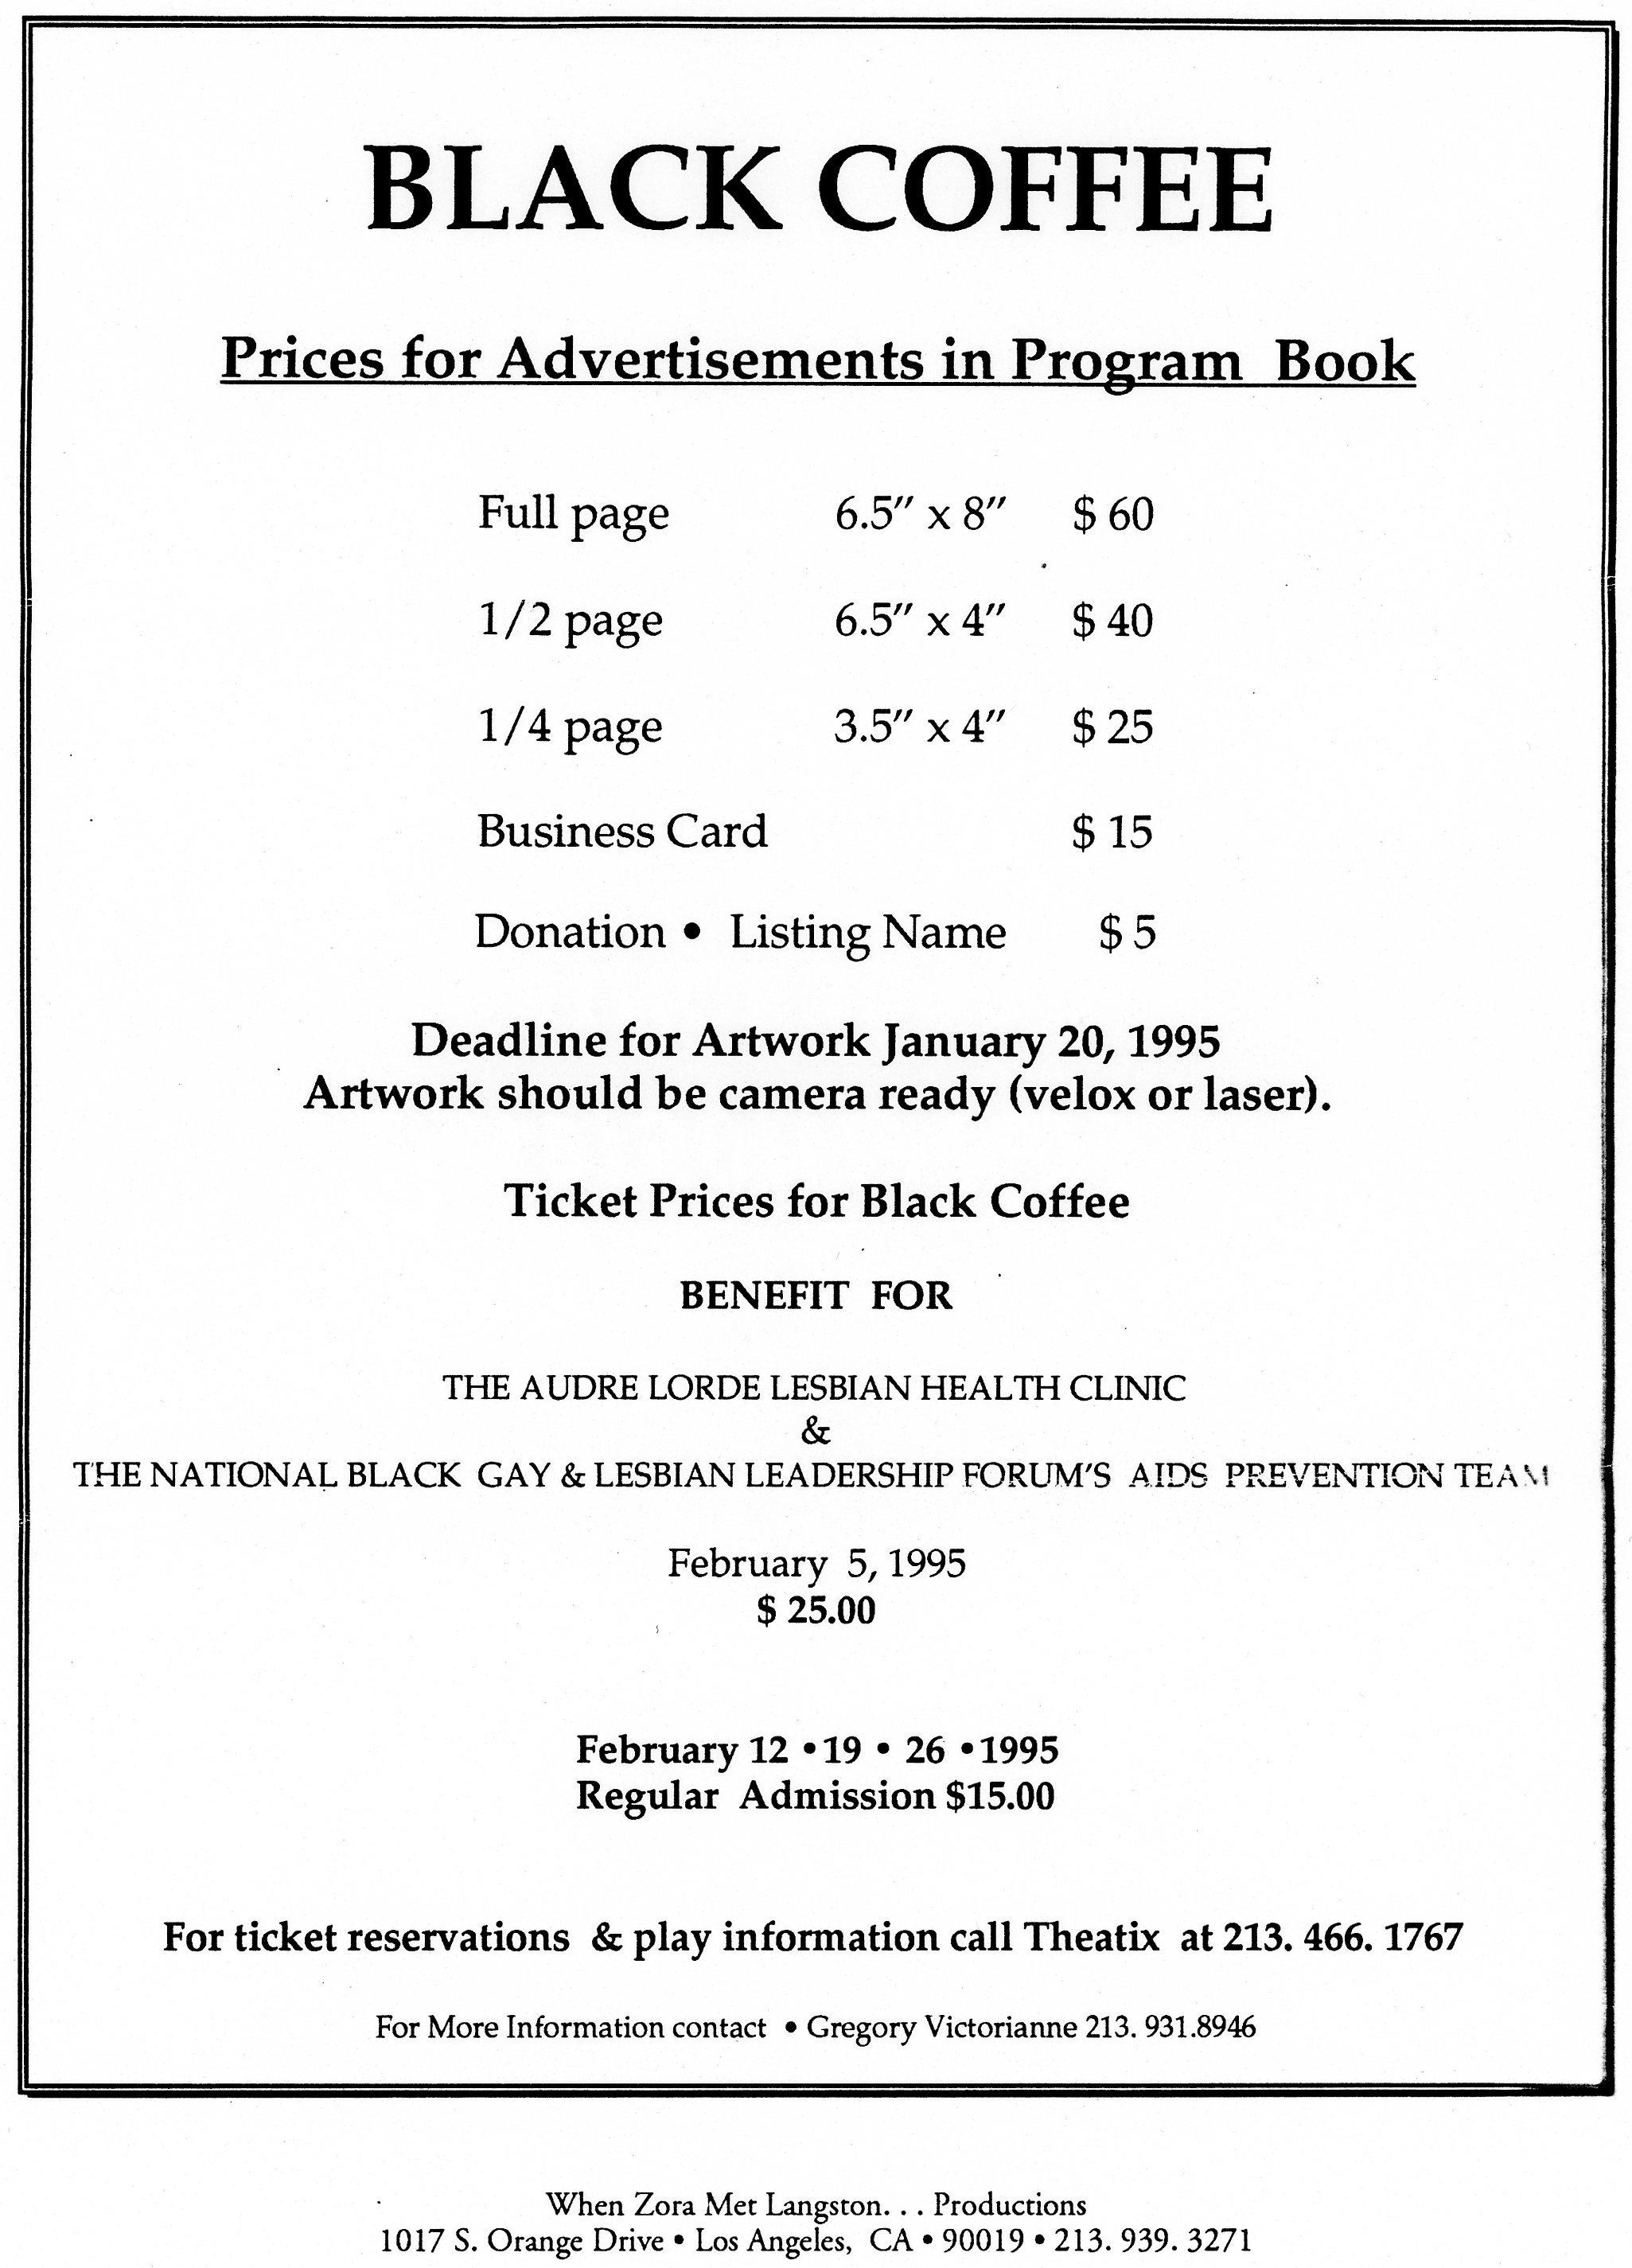 BLACK COFFEE
Prices for Advertisements in Program Book
Full page 6.5" x 8" $ 60
1/2 page 6.5" x 4" $ 40
1/4 page 3.5" x 4" $ 25
Business Card $ 15
Donation • Listing Name $ 5
Deadline for Artwork January 20, 1995
Artwork should be camera ready (velox or laser).
Ticket Prices for Black Coffee
BENEFIT FOR
THE AUDRE LORDE LESBIAN HEALTH CLINIC
&
THE NATIONAL BLACK GAY & LESBIAN LEADERSHIP FORUM'S AIDS PREVENTION TEAM
February 5, 1995
$ 25.00
February 12 •19 • 26 •1995
Regular Admission $15.00
For ticket reservations & play information call Theatix at 213. 466. 1767
For More Information contact • Gregory Victorianne 213. 931.8946
When Zora Met Langston. . . Productions
1017 S. Orange Drive • Los Angeles, CA • 90019 • 213. 939. 3271